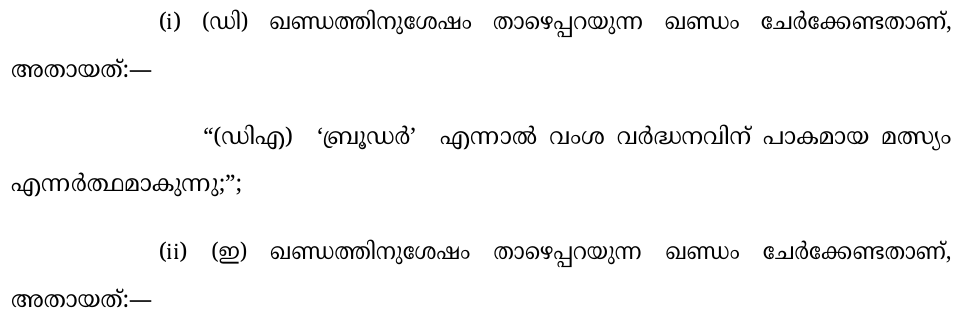 (i) (ഡി) ഖണ്ഡത്തിനുശേഷം താഴെപ്പറയുന്ന ഖണ്ഡം ചേർക്കേണ്ടതാണ്,
അതായത്:—
“(ഡിഎ) ‘ബ്രൂഡർ’ എന്നാൽ വംശ വർദ്ധനവിന് പാകമായ മത്സ്യം
എന്നർത്ഥമാകുന്നു;”;
(ii) (ഇ) ഖണ്ഡത്തിനുശേഷം താഴെപ്പറയുന്ന ഖണ്ഡം ചേർക്കേണ്ടതാണ്,
അതായത്:—